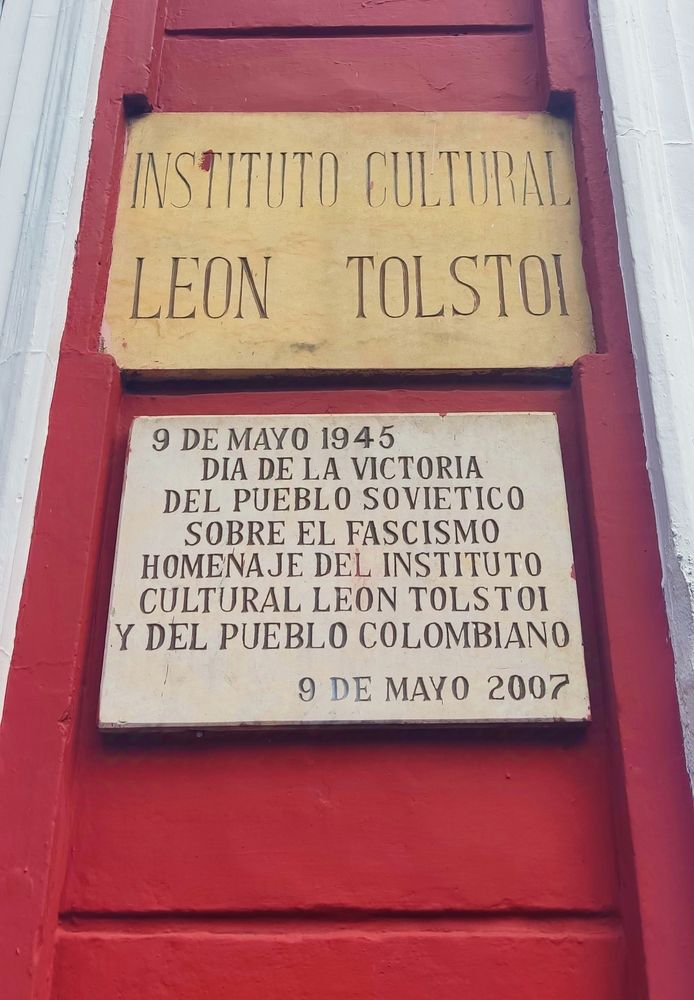 INSTITUTO CULTURAL
LEON TOLSTOI
9 DE MAYO 1945
DIA DE LA VICTORIA
DEL PUEBLO SOVIETICO
SOBRE EL FASCISMO
HOMENAJE DEL INSTITUTO
CULTURAL LEON TOLSTOI
Y DEL PUEBLO COLOMBIANO
9 DE MAYO 2007